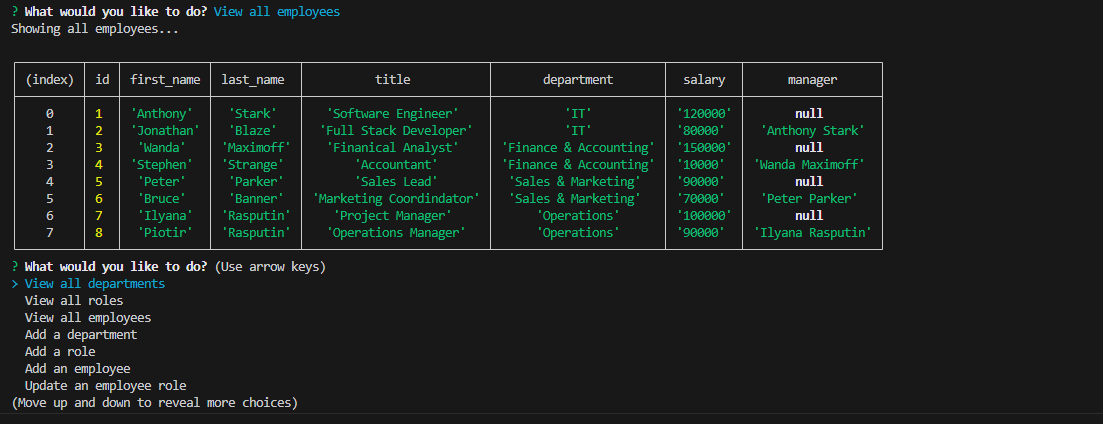 ? What would you like to do? View all employees
Showing all employees...
(index) id first_name last_name title department salary manager
0 1 'Anthony' 'Stark' 'Software Engineer' 'IT' '120000' null
1 2 'Jonathan' 'Blaze' 'Full Stack Developer' 'IT' '80000' 'Anthony Stark'
2 3 'Wanda' 'Maximoff' 'Finanical Analyst' 'Finance & Accounting' '150000' null
3 4 'Stephen' 'Strange' 'Accountant' 'Finance & Accounting' '10000' 'Wanda Maximoff'
4 5 'Peter' 'Parker' 'Sales Lead' 'Sales & Marketing' '90000' null
5 6 'Bruce' 'Banner' 'Marketing Coordindator' 'Sales & Marketing' '70000' 'Peter Parker'
6 7 'Ilyana' 'Rasputin' 'Project Manager' 'Operations' '100000' null
7 8 'Piotir' 'Rasputin' 'Operations Manager' 'Operations' '90000' 'Ilyana Rasputin'
? What would you like to do? (Use arrow keys)
> View all departments
View all roles
View all employees
Add a department
Add a role
Add an employee
Update an employee role
(Move up and down to reveal more choices)